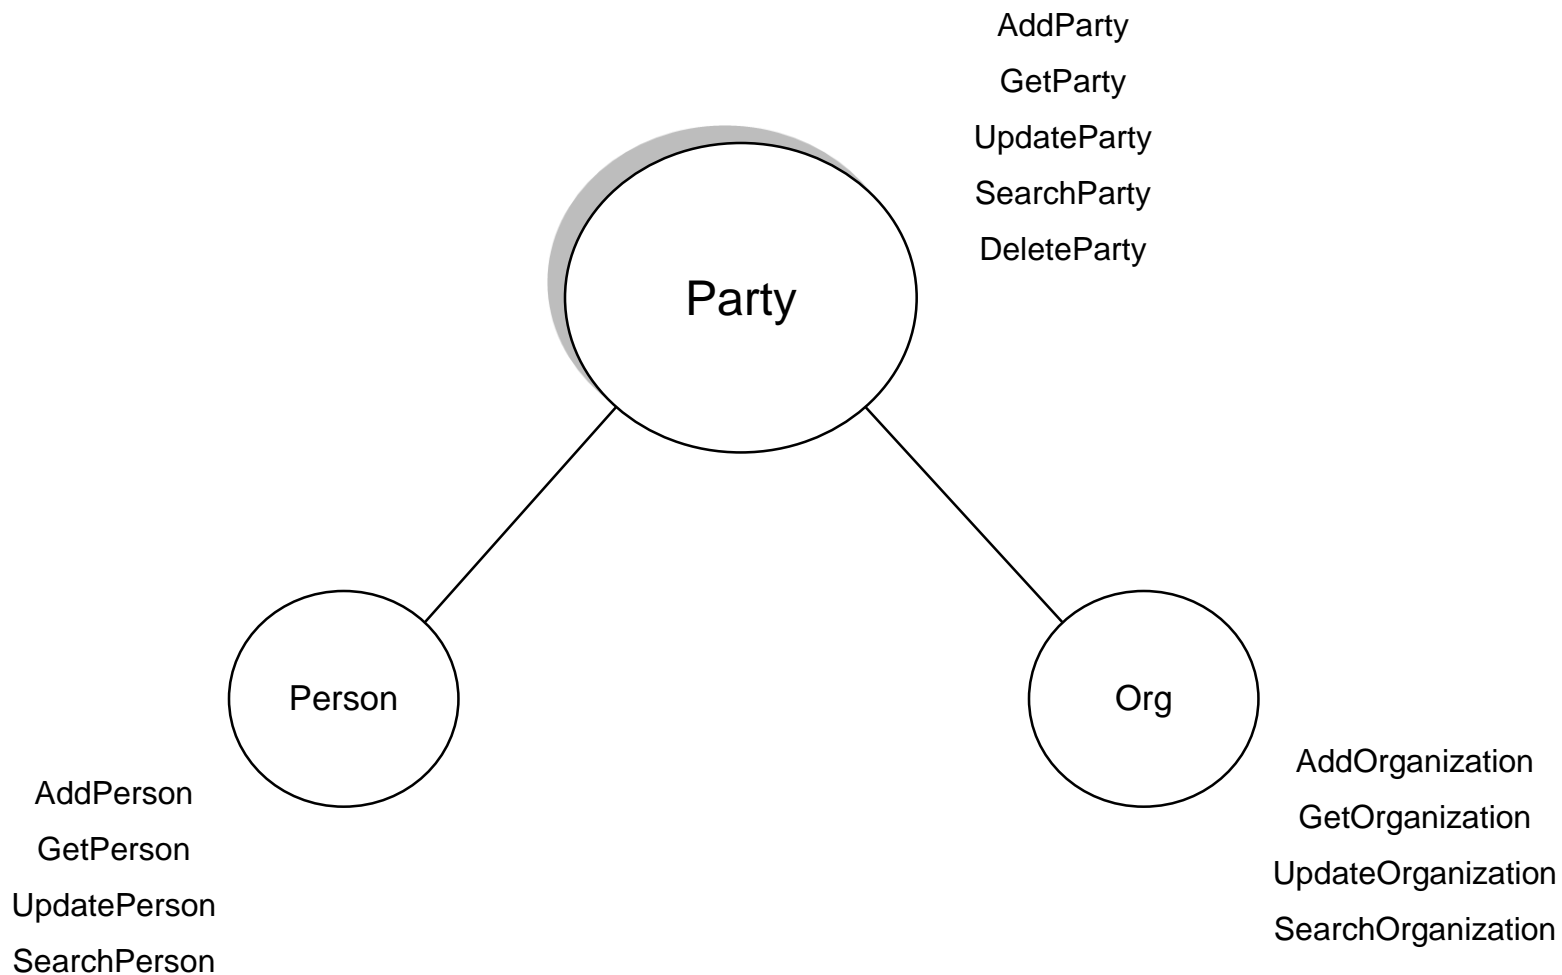 AddParty
GetParty
UpdateParty
SearchParty
DeleteParty
Party
Person
Org
AddPerson
GetPerson
UpdatePerson
SearchPerson
AddOrganization
GetOrganization
UpdateOrganization
SearchOrganization